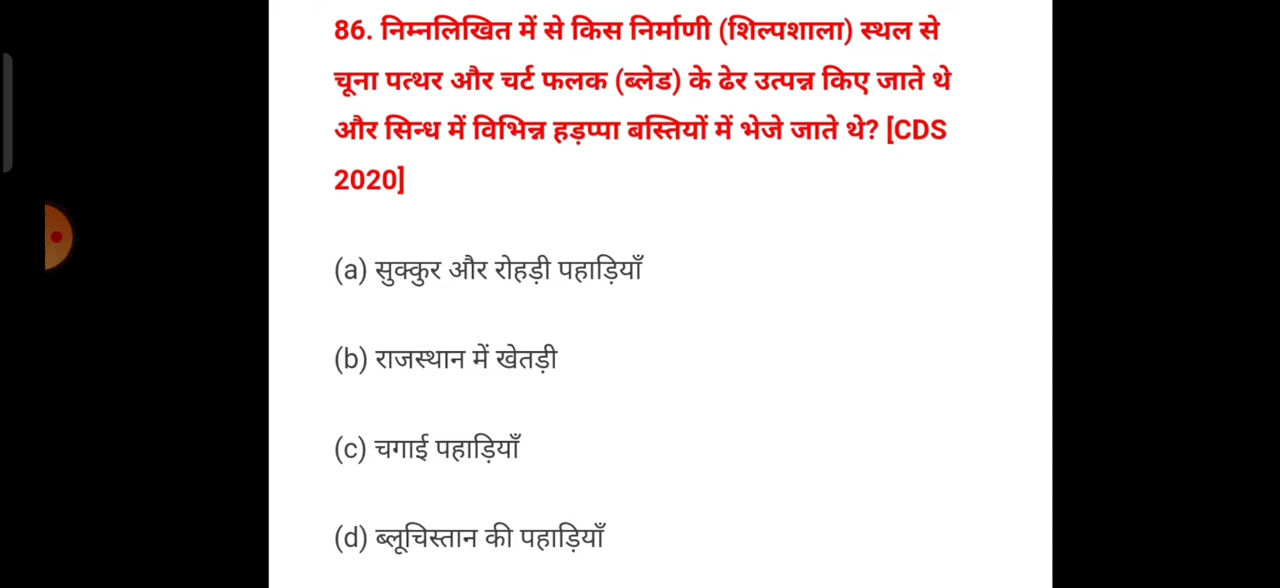 86. निम्नलिखित में से किस निर्माणी (शिल्पशाला) स्थल से
चूना पत्थर और चर्ट फलक (ब्लेड) के ढेर उत्पन्न किए जाते थे
और सिन्ध में विभिन्न हड़प्पा बस्तियों में भेजे जाते थे? [CDS
2020]
(a) सुक्कुर और रोहड़ी पहाड़ियाँ
(b) राजस्थान में खेतड़ी
(c) चगाई पहाड़ियाँ
(d) ब्लूचिस्तान की पहाड़ियाँ